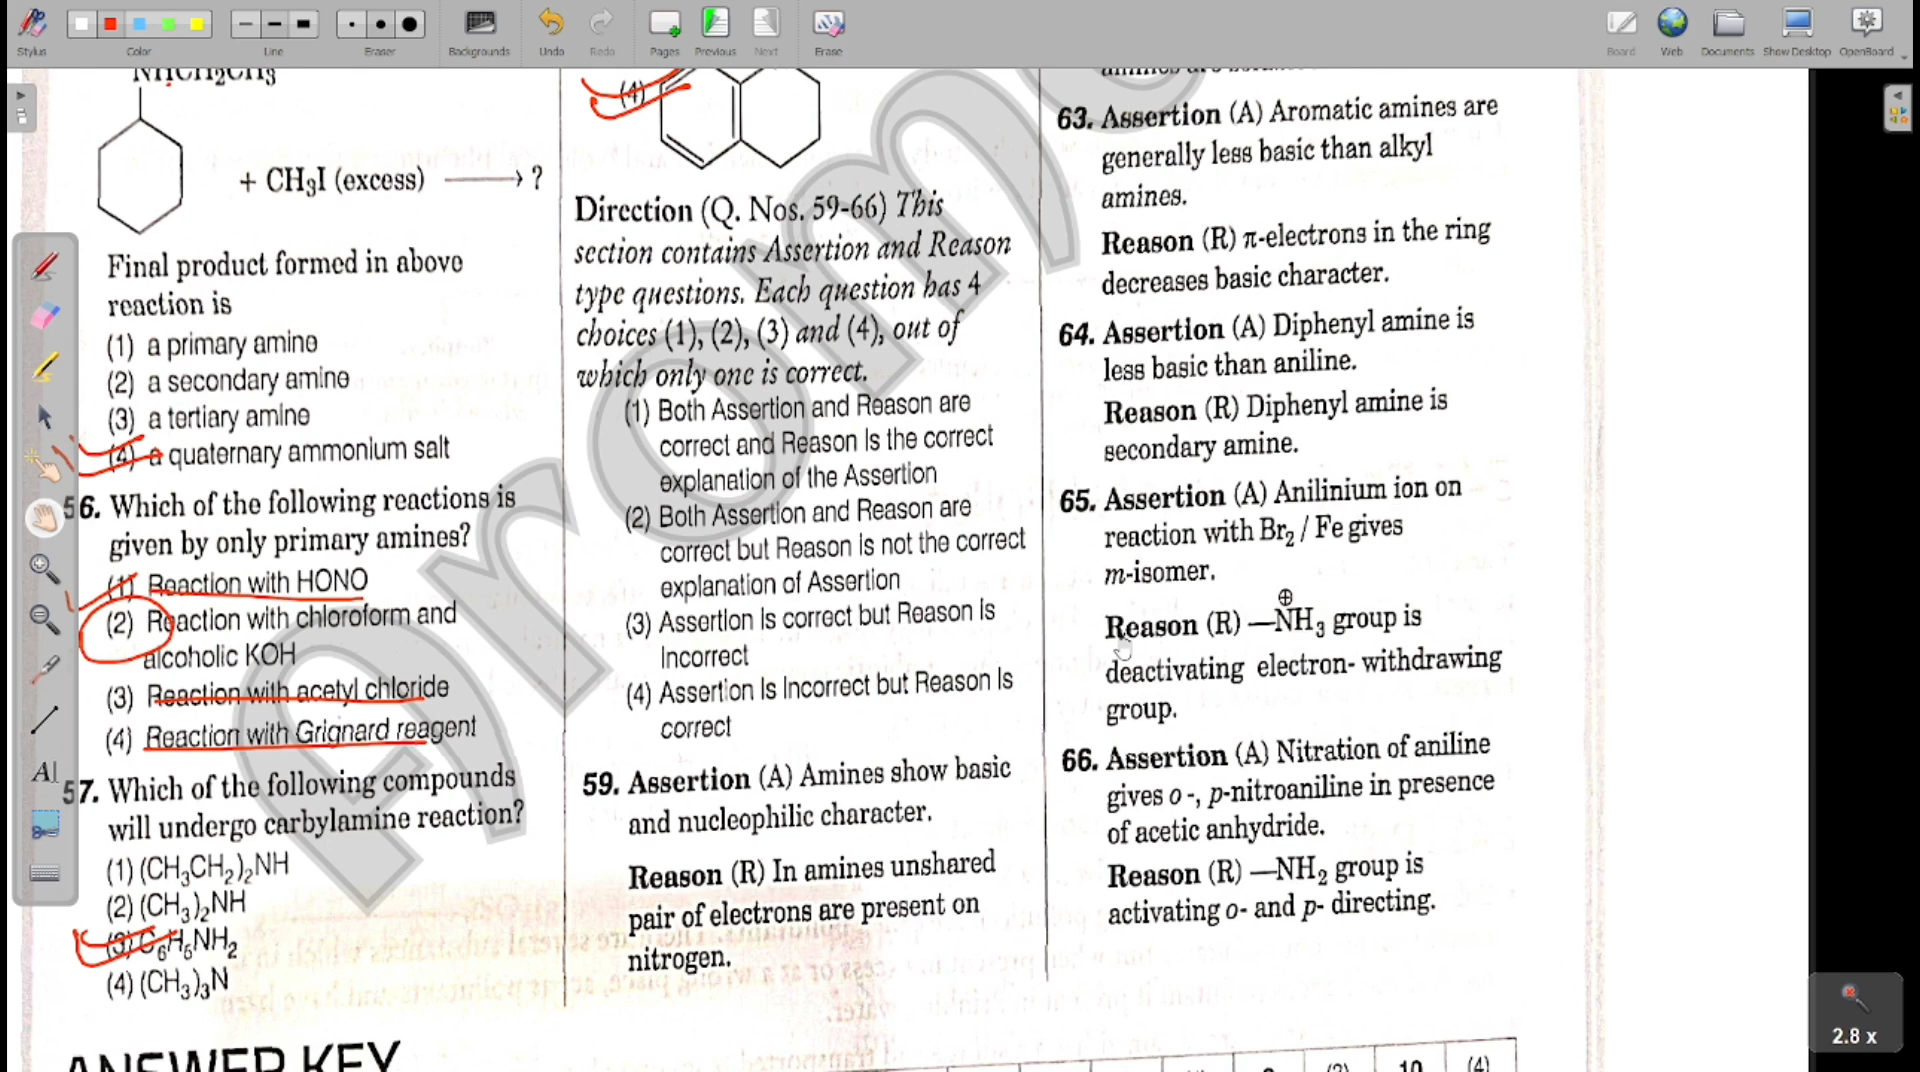 Stylus
Color
Line
Eraser
Backgrounds
Undo
Redo
Pages
Previous
Next
Erase
Board
Web
Documents
Show Desktop
OpenBoard
NHCH2CH3
+ CH₃I (excess) ⟶ ?
Final product formed in above
reaction is
(1) a primary amine
(2) a secondary amine
(3) a tertiary amine
(4) a quaternary ammonium salt
56. Which of the following reactions is
given by only primary amines?
(1) Reaction with HONO
(2) Reaction with chloroform and
alcoholic KOH
(3) Reaction with acetyl chloride
(4) Reaction with Grignard reagent
57. Which of the following compounds
will undergo carbylamine reaction?
(1) (CH₃CH₂)₂NH
(2) (CH₃)₂NH
(3) C₆H₅NH₂
(4) (CH₃)₃N
ANSWER KEY
(4)
Direction (Q. Nos. 59-66) This
section contains Assertion and Reason
type questions. Each question has 4
choices (1), (2), (3) and (4), out of
which only one is correct.
(1) Both Assertion and Reason are
correct and Reason Is the correct
explanation of the Assertion
(2) Both Assertion and Reason are
correct but Reason is not the correct
explanation of Assertion
(3) Assertion Is correct but Reason Is
Incorrect
(4) Assertion Is Incorrect but Reason Is
correct
59. Assertion (A) Amines show basic
and nucleophilic character.
Reason (R) In amines unshared
pair of electrons are present on
nitrogen.
63. Assertion (A) Aromatic amines are
generally less basic than alkyl
amines.
Reason (R) π-electrons in the ring
decreases basic character.
64. Assertion (A) Diphenyl amine is
less basic than aniline.
Reason (R) Diphenyl amine is
secondary amine.
65. Assertion (A) Anilinium ion on
reaction with Br₂ / Fe gives
m-isomer.
Reason (R) —N⊕H₃ group is
deactivating electron- withdrawing
group.
66. Assertion (A) Nitration of aniline
gives o -, p-nitroaniline in presence
of acetic anhydride.
Reason (R) —NH₂ group is
activating o- and p- directing.
10
(4)
2.8 x